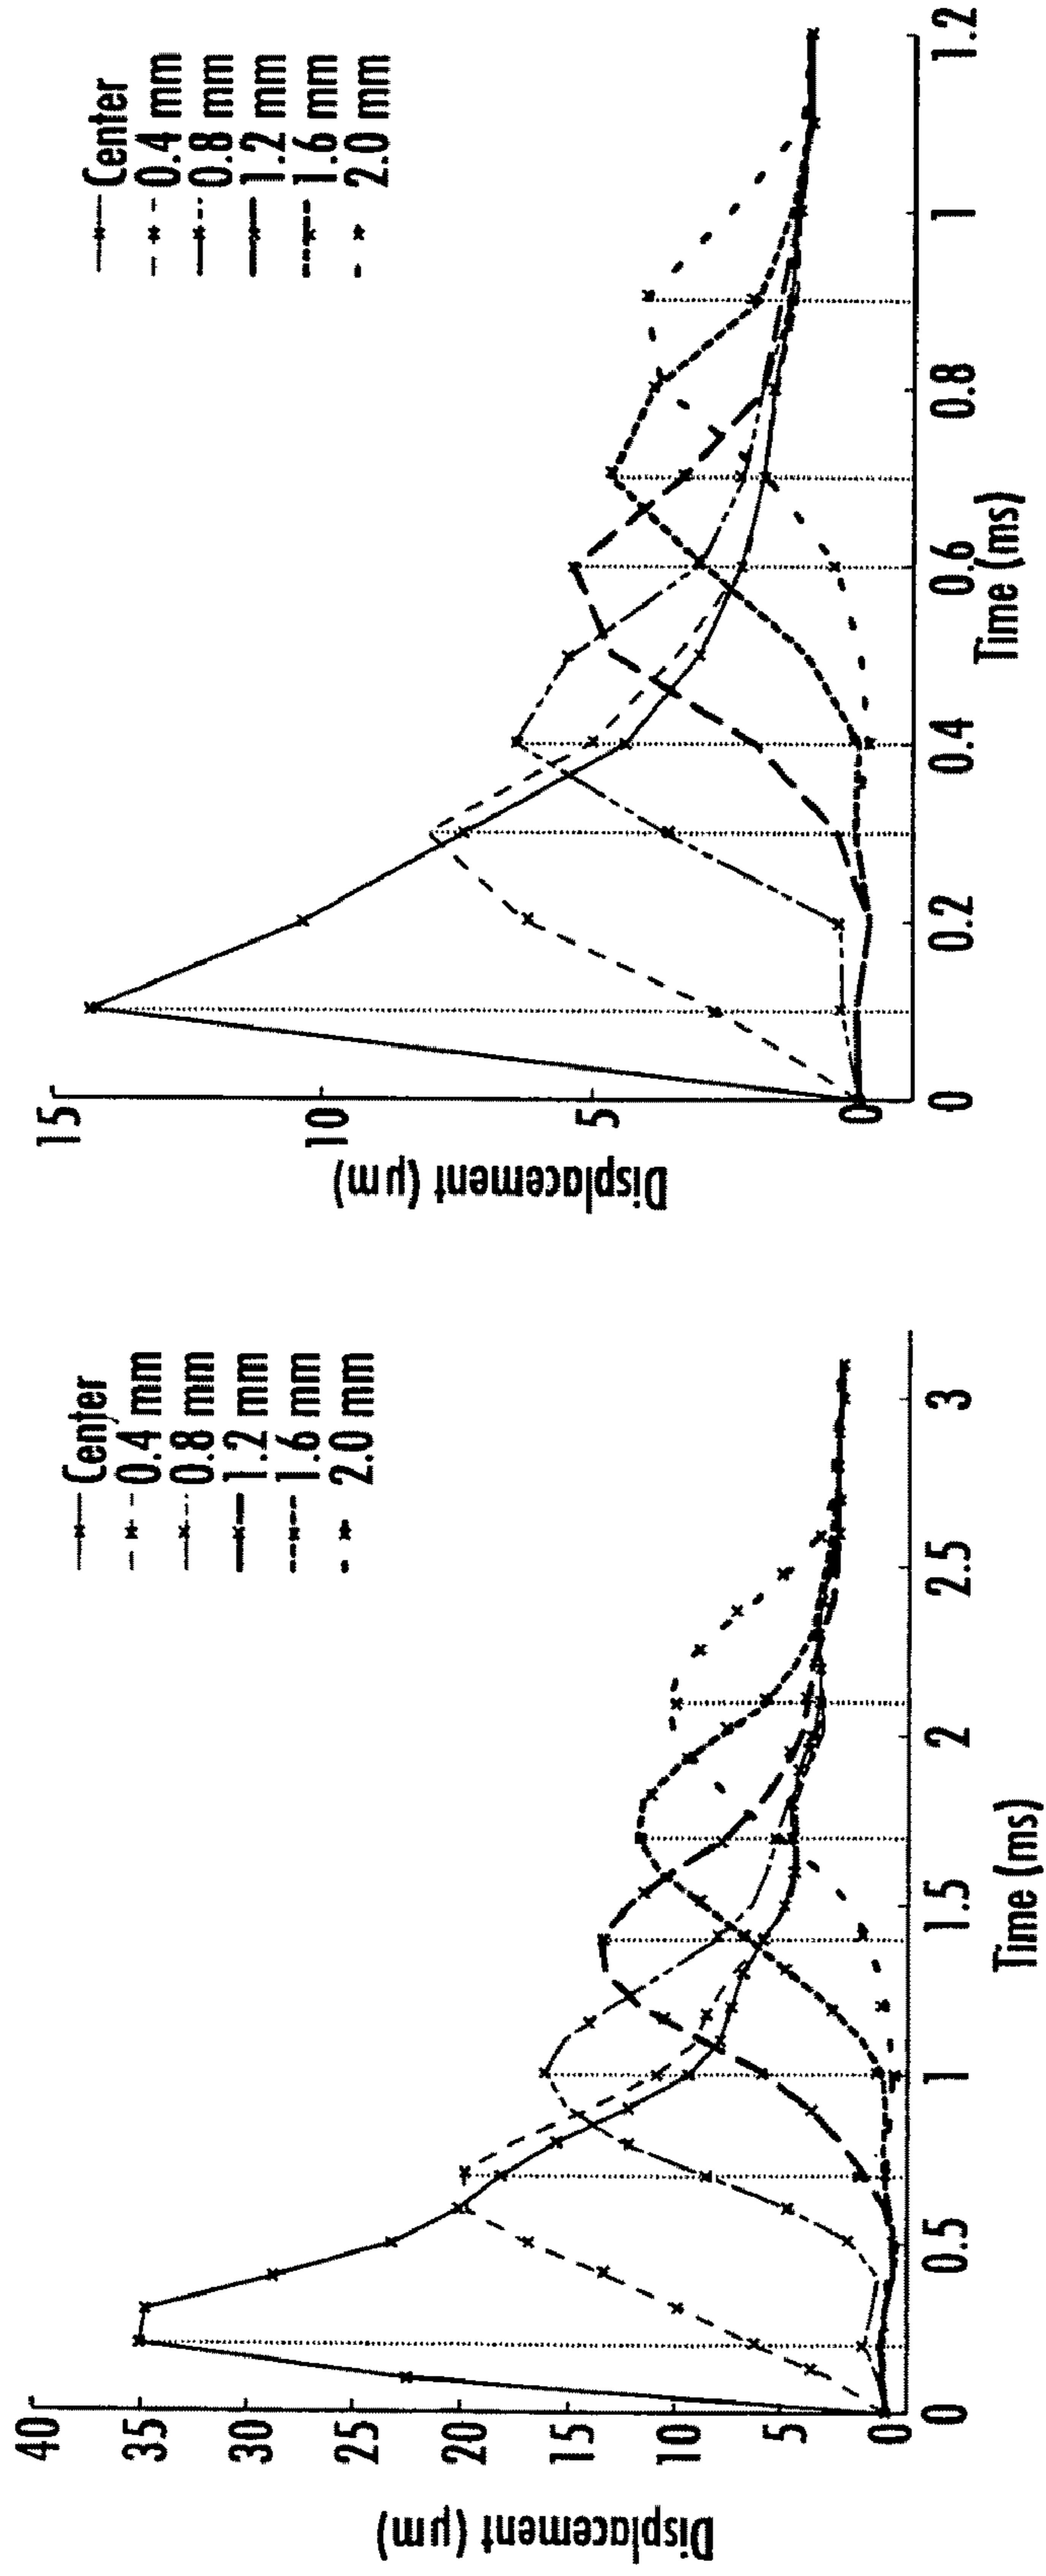 Displacement (μm)
40
35
30
25
20
15
10
5
0
0
0.5
1
1.5
2
2.5
3
Time (ms)
Center
0.4 mm
0.8 mm
1.2 mm
1.6 mm
2.0 mm
Displacement (μm)
15
10
5
0
0
0.2
0.4
0.6
0.8
1
1.2
Time (ms)
Center
0.4 mm
0.8 mm
1.2 mm
1.6 mm
2.0 mm